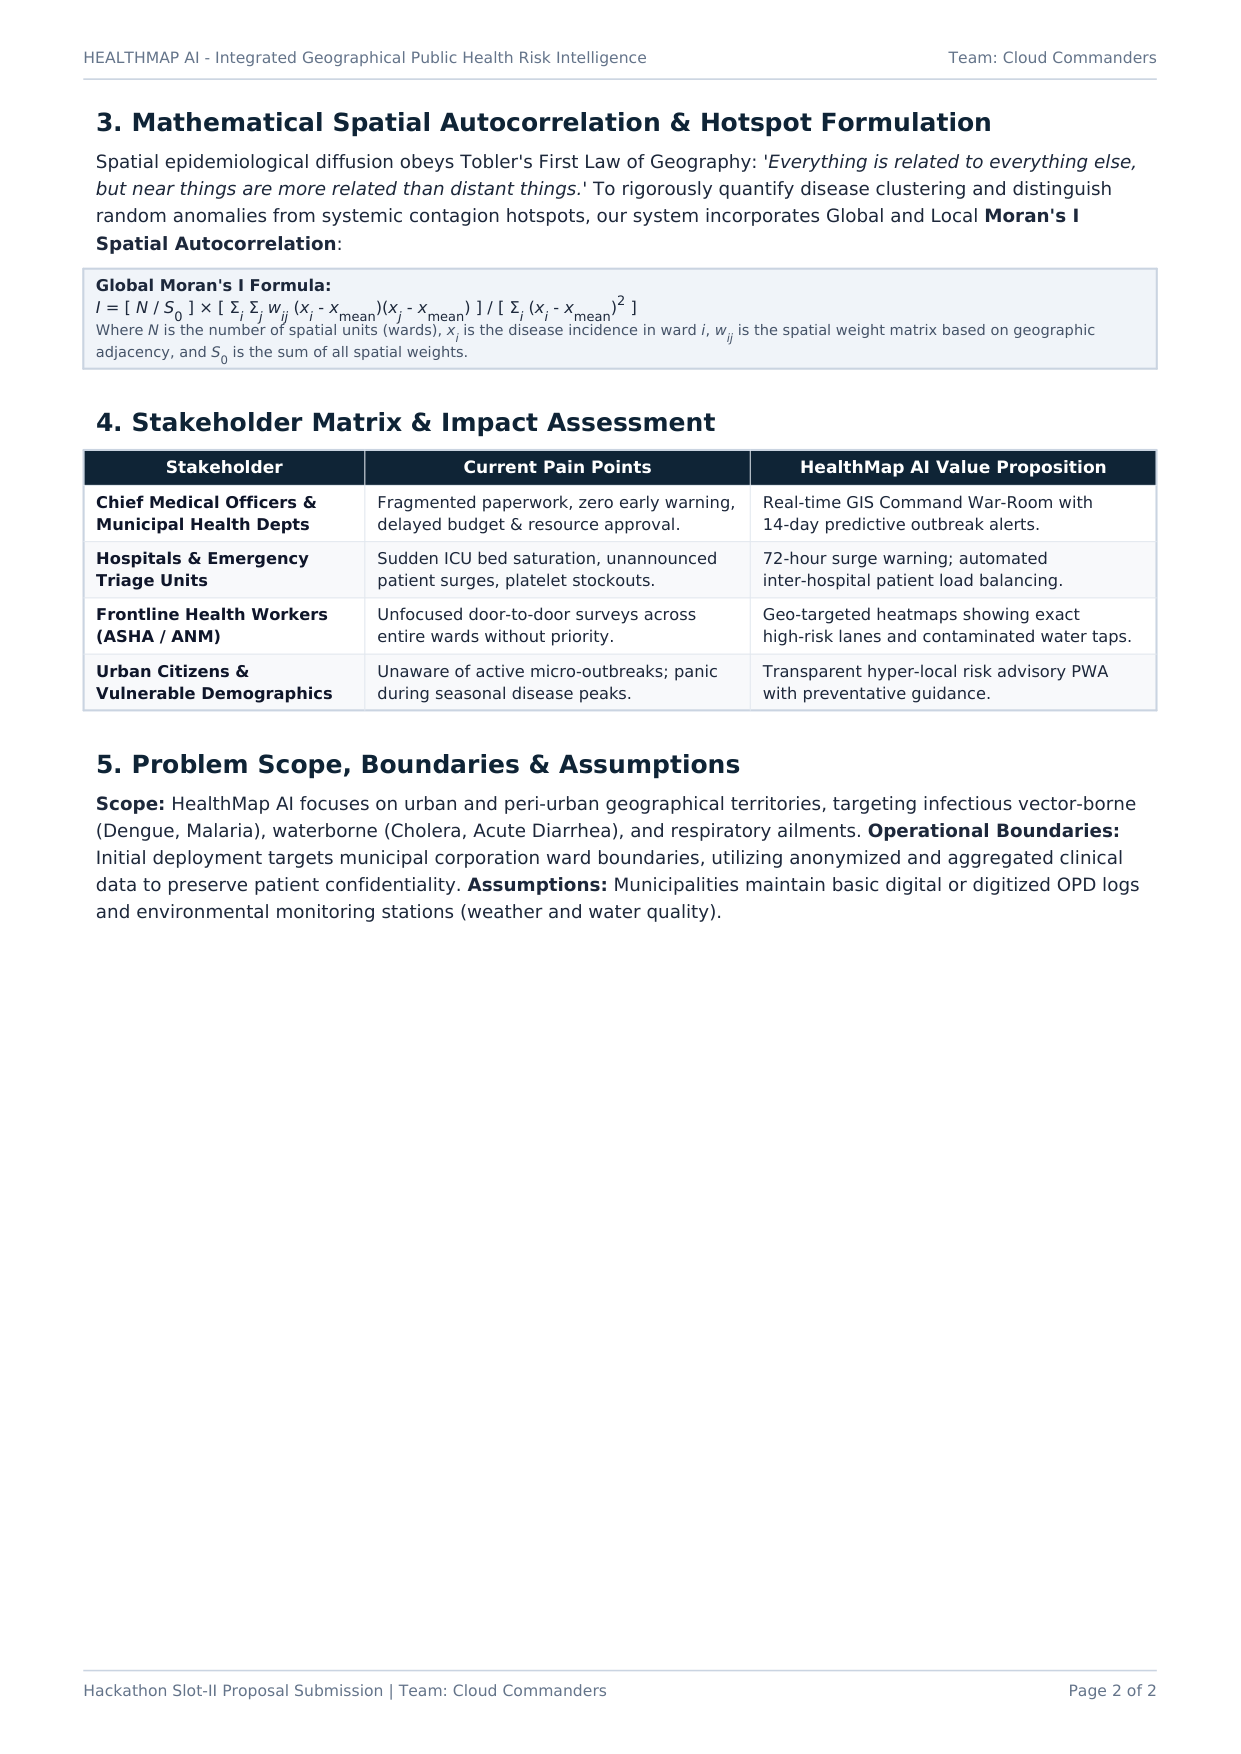 HEALTHMAP AI - Integrated Geographical Public Health Risk Intelligence Team: Cloud Commanders
3. Mathematical Spatial Autocorrelation & Hotspot Formulation
Spatial epidemiological diffusion obeys Tobler's First Law of Geography: 'Everything is related to everything else,
but near things are more related than distant things.' To rigorously quantify disease clustering and distinguish
random anomalies from systemic contagion hotspots, our system incorporates Global and Local Moran's I
Spatial Autocorrelation:
Global Moran's I Formula:
I = [ N / S0 ] × [ Σi Σj wij (xi - xmean)(xj - xmean) ] / [ Σi (xi - xmean)2 ]
Where N is the number of spatial units (wards), xi is the disease incidence in ward i, wij is the spatial weight matrix based on geographic
adjacency, and S0 is the sum of all spatial weights.
4. Stakeholder Matrix & Impact Assessment
Stakeholder Current Pain Points HealthMap AI Value Proposition
Chief Medical Officers & Fragmented paperwork, zero early warning, Real-time GIS Command War-Room with
Municipal Health Depts delayed budget & resource approval. 14-day predictive outbreak alerts.
Hospitals & Emergency Sudden ICU bed saturation, unannounced 72-hour surge warning; automated
Triage Units patient surges, platelet stockouts. inter-hospital patient load balancing.
Frontline Health Workers Unfocused door-to-door surveys across Geo-targeted heatmaps showing exact
(ASHA / ANM) entire wards without priority. high-risk lanes and contaminated water taps.
Urban Citizens & Unaware of active micro-outbreaks; panic Transparent hyper-local risk advisory PWA
Vulnerable Demographics during seasonal disease peaks. with preventative guidance.
5. Problem Scope, Boundaries & Assumptions
Scope: HealthMap AI focuses on urban and peri-urban geographical territories, targeting infectious vector-borne
(Dengue, Malaria), waterborne (Cholera, Acute Diarrhea), and respiratory ailments. Operational Boundaries:
Initial deployment targets municipal corporation ward boundaries, utilizing anonymized and aggregated clinical
data to preserve patient confidentiality. Assumptions: Municipalities maintain basic digital or digitized OPD logs
and environmental monitoring stations (weather and water quality).
Hackathon Slot-II Proposal Submission | Team: Cloud Commanders Page 2 of 2